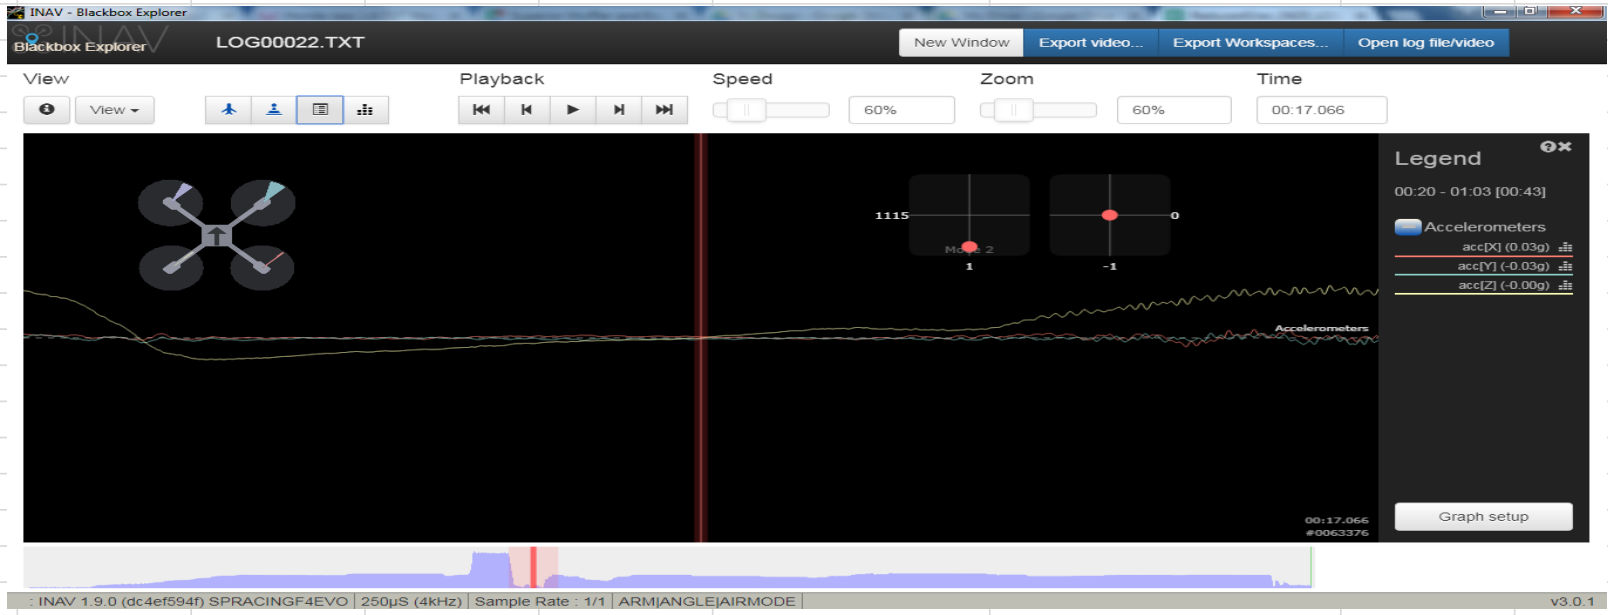 INAV - Blackbox Explorer
INAV
Blackbox Explorer
LOG00022.TXT
New Window
Export video...
Export Workspaces...
Open log file/video
View
Playback
Speed
Zoom
Time
View
60%
60%
00:17.066
Legend
00:20 - 01:03 [00:43]
1115
0
Accelerometers
Mode 2
acc[X] (0.03g)
1
-1
acc[Y] (-0.03g)
acc[Z] (-0.00g)
Accelerometers
Graph setup
00:17.066
#0063376
: INAV 1.9.0 (dc4ef594f) SPRACINGF4EVO
250µS (4kHz)
Sample Rate : 1/1
ARM|ANGLE|AIRMODE
v3.0.1